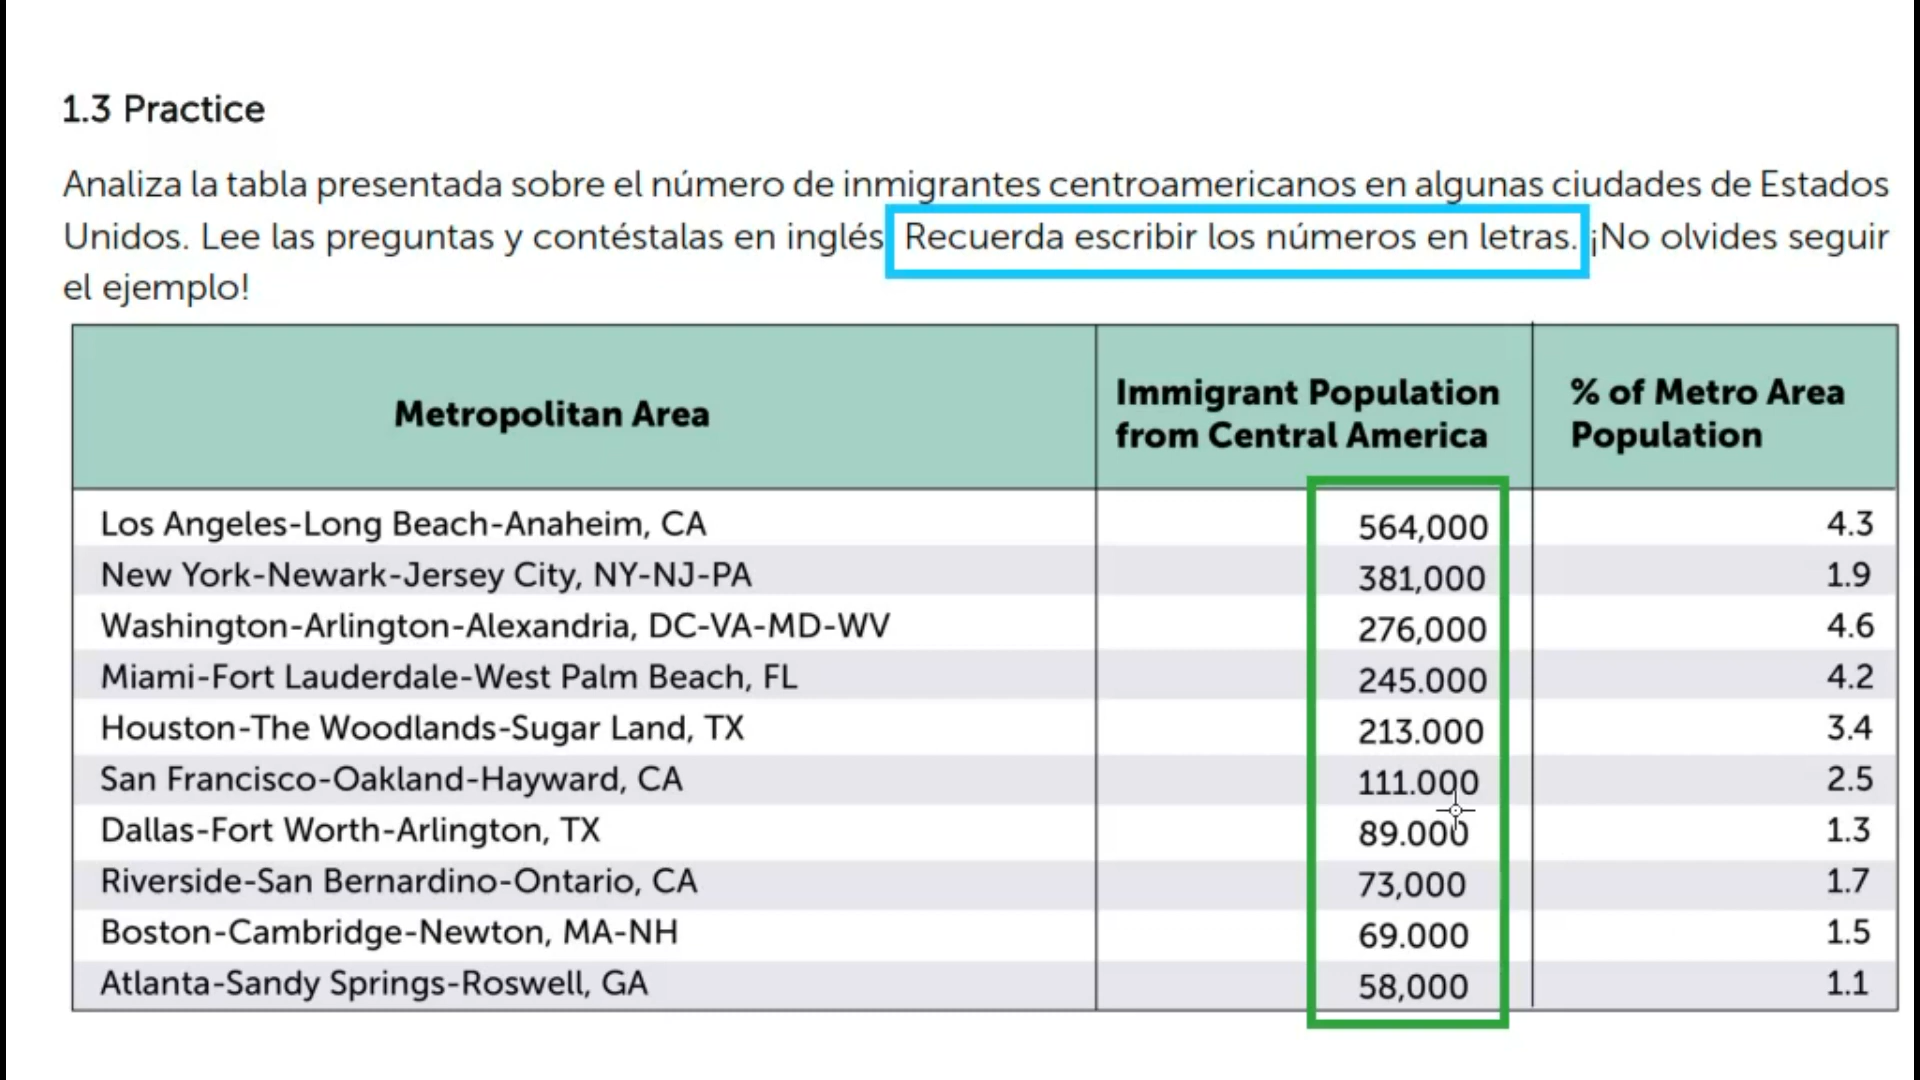 1.3 Practice
Analiza la tabla presentada sobre el número de inmigrantes centroamericanos en algunas ciudades de Estados
Unidos. Lee las preguntas y contéstalas en inglés Recuerda escribir los números en letras. ¡No olvides seguir
el ejemplo!
Metropolitan Area
Immigrant Population
from Central America
% of Metro Area
Population
Los Angeles-Long Beach-Anaheim, CA 564,000 4.3
New York-Newark-Jersey City, NY-NJ-PA 381,000 1.9
Washington-Arlington-Alexandria, DC-VA-MD-WV 276,000 4.6
Miami-Fort Lauderdale-West Palm Beach, FL 245.000 4.2
Houston-The Woodlands-Sugar Land, TX 213.000 3.4
San Francisco-Oakland-Hayward, CA 111.000 2.5
Dallas-Fort Worth-Arlington, TX 89.000 1.3
Riverside-San Bernardino-Ontario, CA 73,000 1.7
Boston-Cambridge-Newton, MA-NH 69.000 1.5
Atlanta-Sandy Springs-Roswell, GA 58,000 1.1